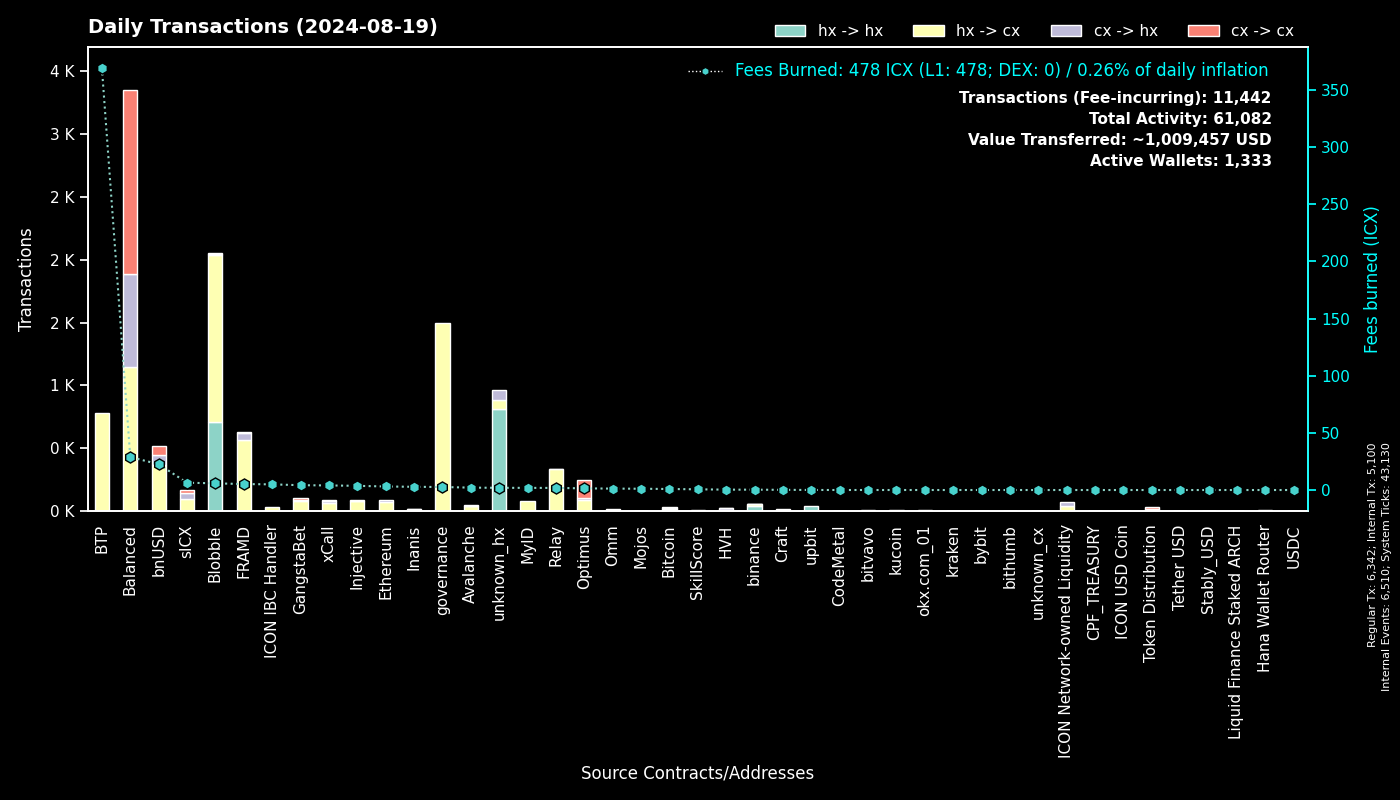 Daily Transactions (2024-08-19)
hx -> hx
hx -> cx
cx -> hx
cx -> cx
Fees Burned: 478 ICX (L1: 478; DEX: 0) / 0.26% of daily inflation
Transactions (Fee-incurring): 11,442
Total Activity: 61,082
Value Transferred: ~1,009,457 USD
Active Wallets: 1,333
Transactions
4 K
3 K
2 K
2 K
2 K
1 K
0 K
0 K
350
300
250
200
150
100
50
0
Fees burned (ICX)
BTP
Balanced
bnUSD
sICX
Blobble
FRAMD
ICON IBC Handler
GangstaBet
xCall
Injective
Ethereum
Inanis
governance
Avalanche
unknown_hx
MyID
Relay
Optimus
Omm
Mojos
Bitcoin
SkillScore
HVH
binance
Craft
upbit
CodeMetal
bitvavo
kucoin
okx.com_01
kraken
bybit
bithumb
unknown_cx
ICON Network-owned Liquidity
CPF_TREASURY
ICON USD Coin
Token Distribution
Tether USD
Stably_USD
Liquid Finance Staked ARCH
Hana Wallet Router
USDC
Source Contracts/Addresses
Regular Tx: 6,342; Internal Tx: 5,100
Internal Events: 6,510; System Ticks: 43,130